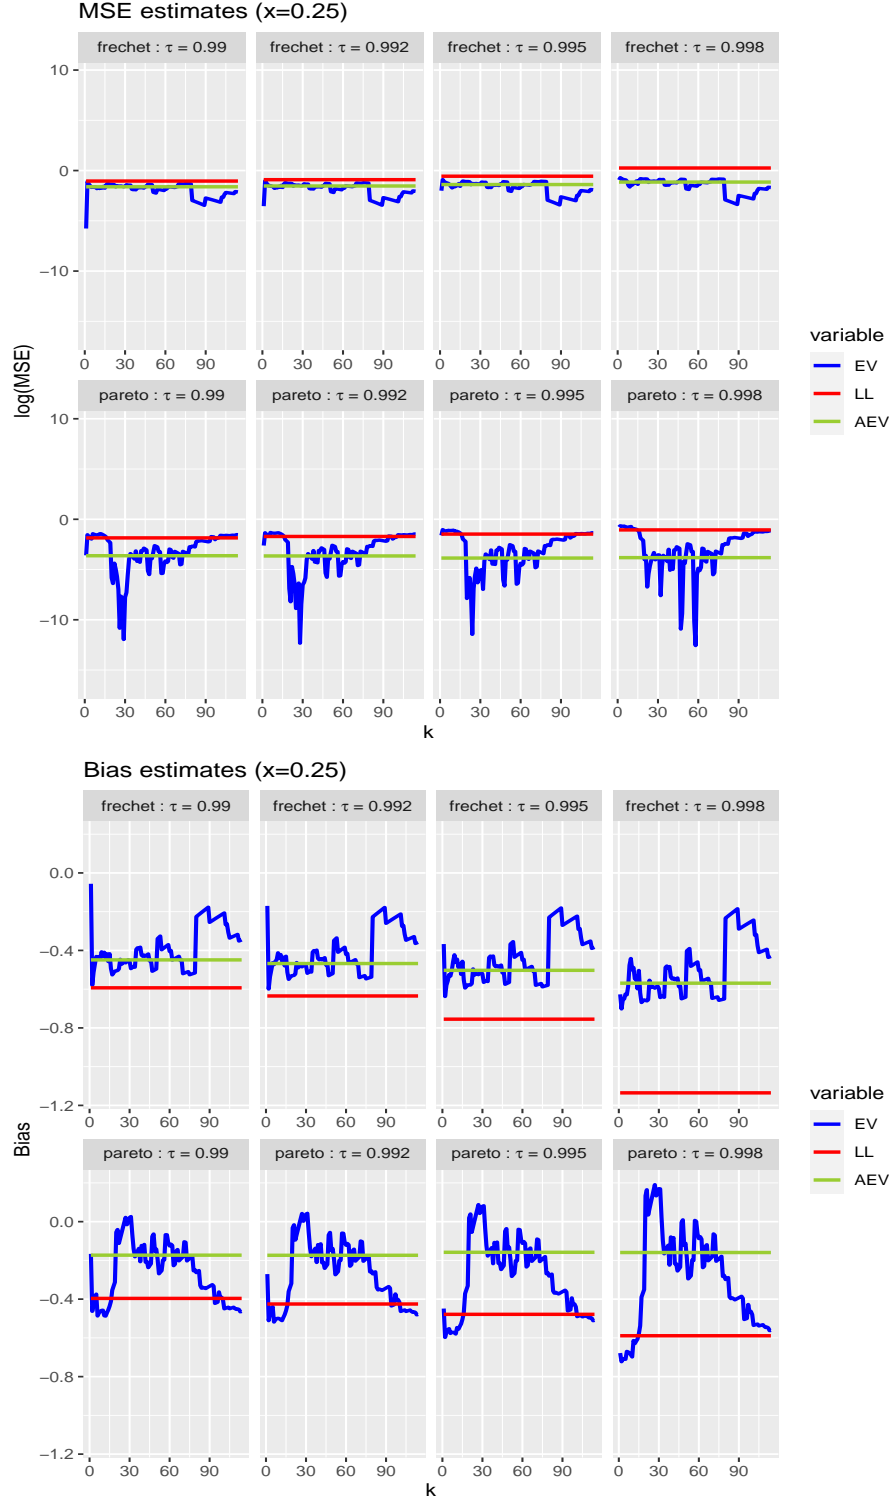 MSE estimates (x=0.25)
frechet : τ = 0.99
frechet : τ = 0.992
frechet : τ = 0.995
frechet : τ = 0.998
10
0
−10
0 30 60 90
0 30 60 90
0 30 60 90
0 30 60 90
log(MSE)
pareto : τ = 0.99
pareto : τ = 0.992
pareto : τ = 0.995
pareto : τ = 0.998
10
0
−10
0 30 60 90
0 30 60 90
0 30 60 90
0 30 60 90
k
variable
EV
LL
AEV
Bias estimates (x=0.25)
frechet : τ = 0.99
frechet : τ = 0.992
frechet : τ = 0.995
frechet : τ = 0.998
0.0
−0.4
−0.8
−1.2
0 30 60 90
0 30 60 90
0 30 60 90
0 30 60 90
Bias
pareto : τ = 0.99
pareto : τ = 0.992
pareto : τ = 0.995
pareto : τ = 0.998
0.0
−0.4
−0.8
−1.2
0 30 60 90
0 30 60 90
0 30 60 90
0 30 60 90
k
variable
EV
LL
AEV